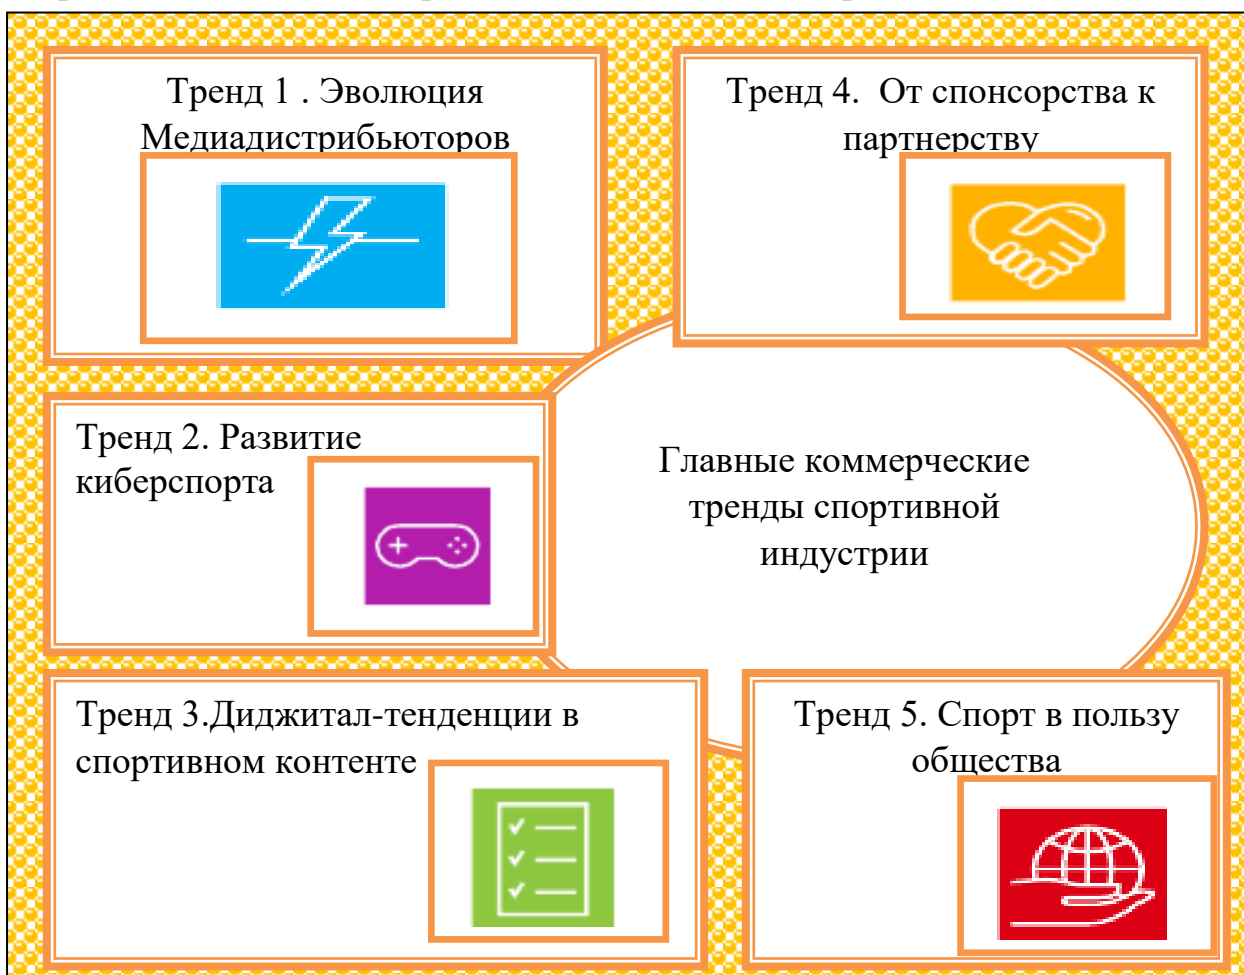 Тренд 1 . Эволюция
Медиадистрибьюторов
Тренд 4. От спонсорства к
партнерству
Тренд 2. Развитие
киберспорта
Главные коммерческие
тренды спортивной
индустрии
Тренд 3.Диджитал-тенденции в
спортивном контенте
Тренд 5. Спорт в пользу
общества